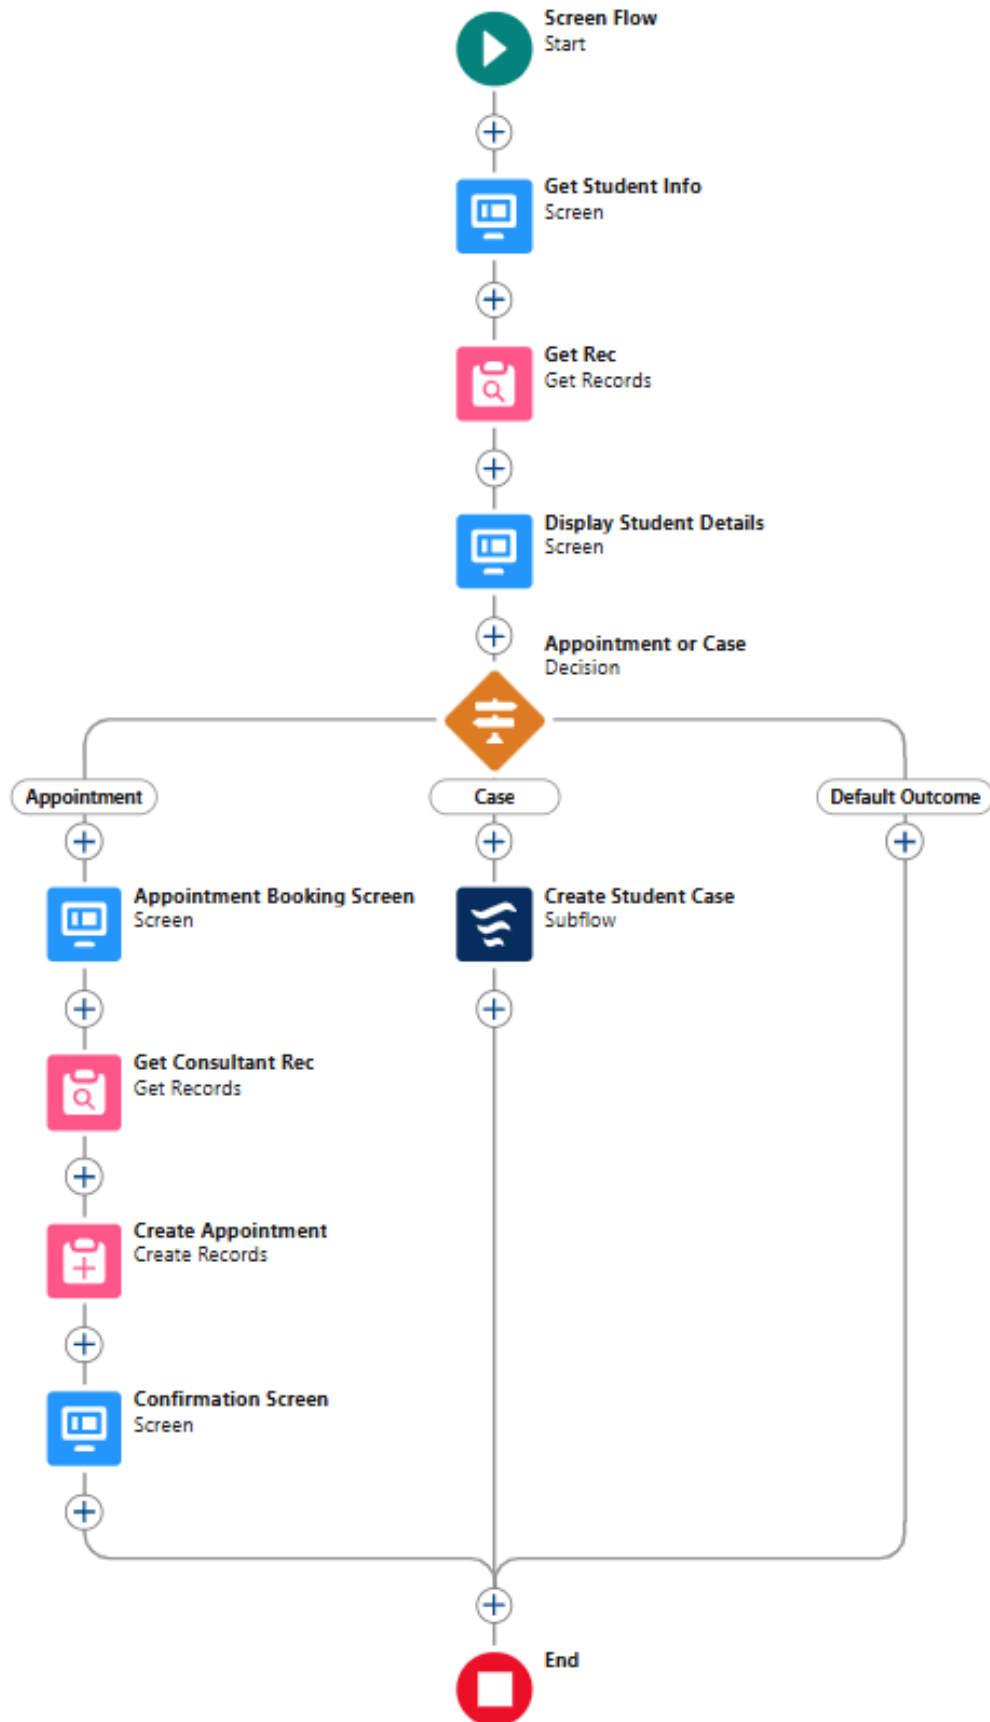 Screen Flow
Start
Get Student Info
Screen
Get Rec
Get Records
Display Student Details
Screen
Appointment or Case
Decision
Appointment
Case
Default Outcome
Appointment Booking Screen
Screen
Create Student Case
Subflow
Get Consultant Rec
Get Records
Create Appointment
Create Records
Confirmation Screen
Screen
End